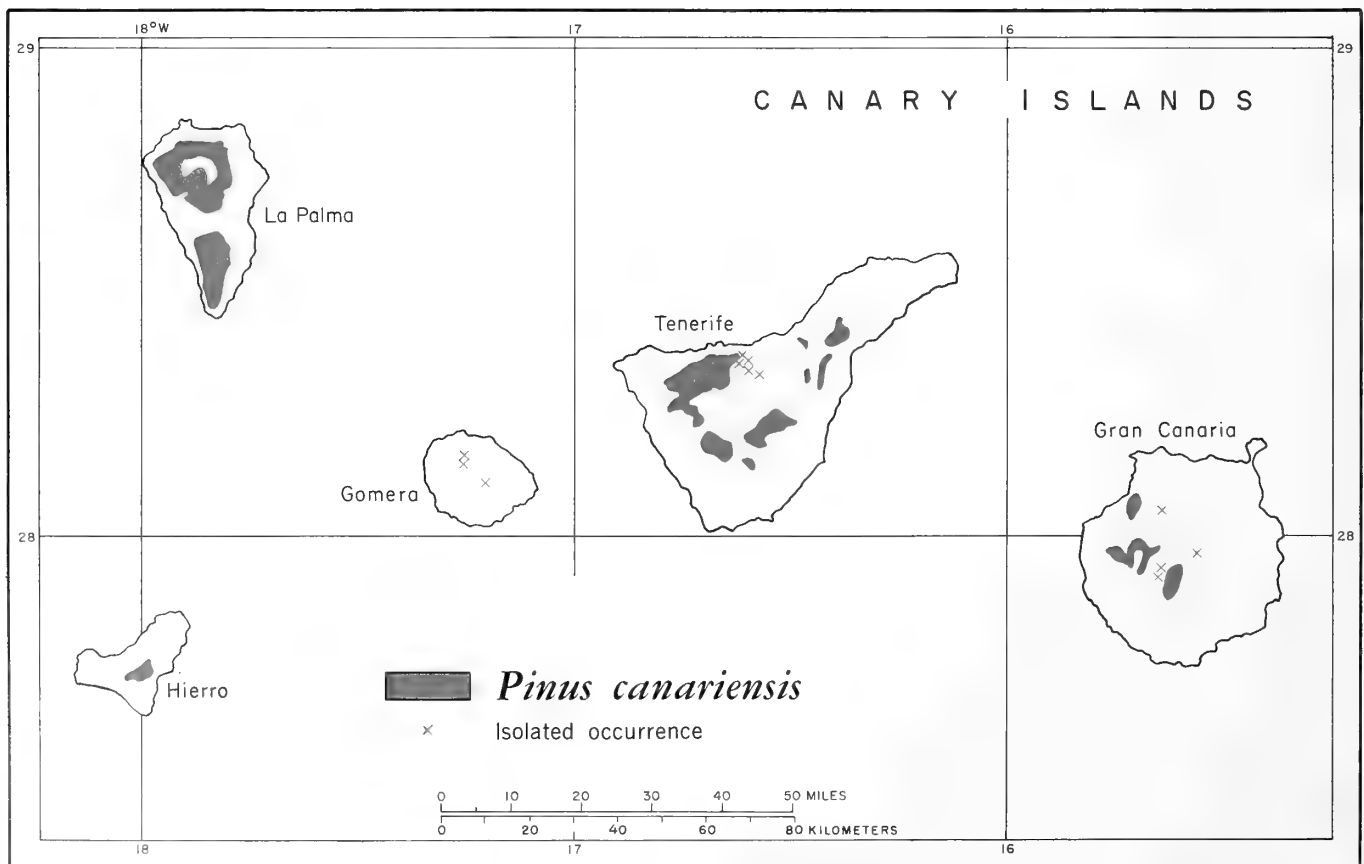 18°W 17 16
29 29
CANARY ISLANDS
La Palma
Tenerife
Gran Canaria
Gomera
28 28
Hierro
Pinus canariensis
× Isolated occurrence
0 10 20 30 40 50 MILES
0 20 40 60 80 KILOMETERS
18 17 16